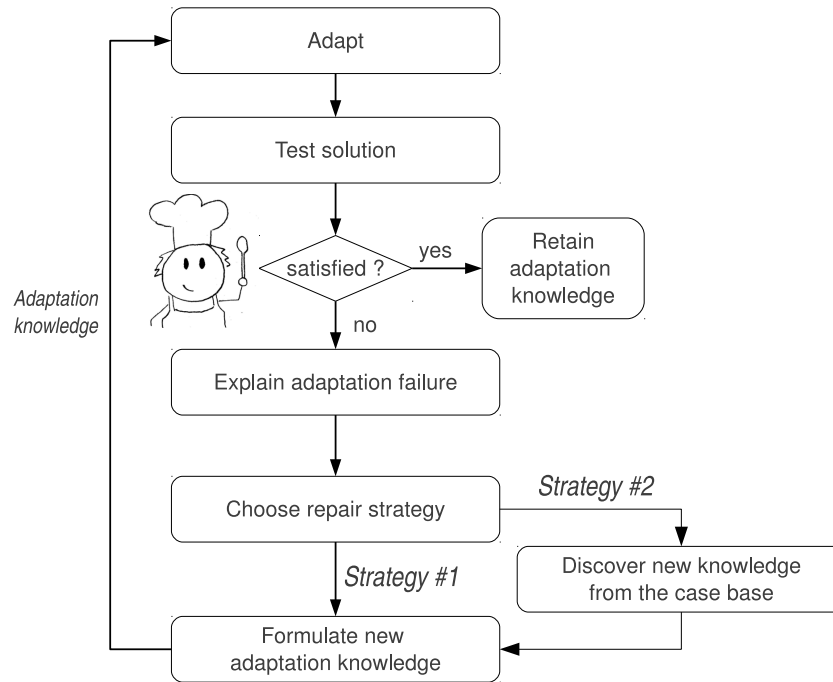 Adapt
Test solution
satisfied ?
yes
Retain
adaptation
knowledge
Adaptation
knowledge
no
Explain adaptation failure
Choose repair strategy
Strategy #2
Strategy #1
Discover new knowledge
from the case base
Formulate new
adaptation knowledge